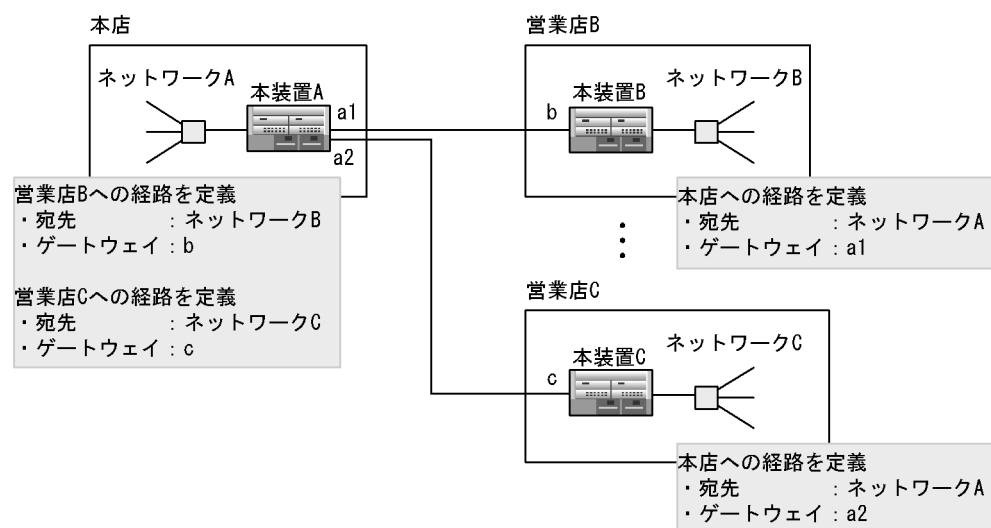 本店
ネットワークA
本装置A
a1
a2
営業店Bへの経路を定義
・宛先　　　：ネットワークB
・ゲートウェイ：b
営業店Cへの経路を定義
・宛先　　　：ネットワークC
・ゲートウェイ：c
営業店B
ネットワークB
本装置B
b
本店への経路を定義
・宛先　　　：ネットワークA
・ゲートウェイ：a1
営業店C
ネットワークC
本装置C
c
本店への経路を定義
・宛先　　　：ネットワークA
・ゲートウェイ：a2